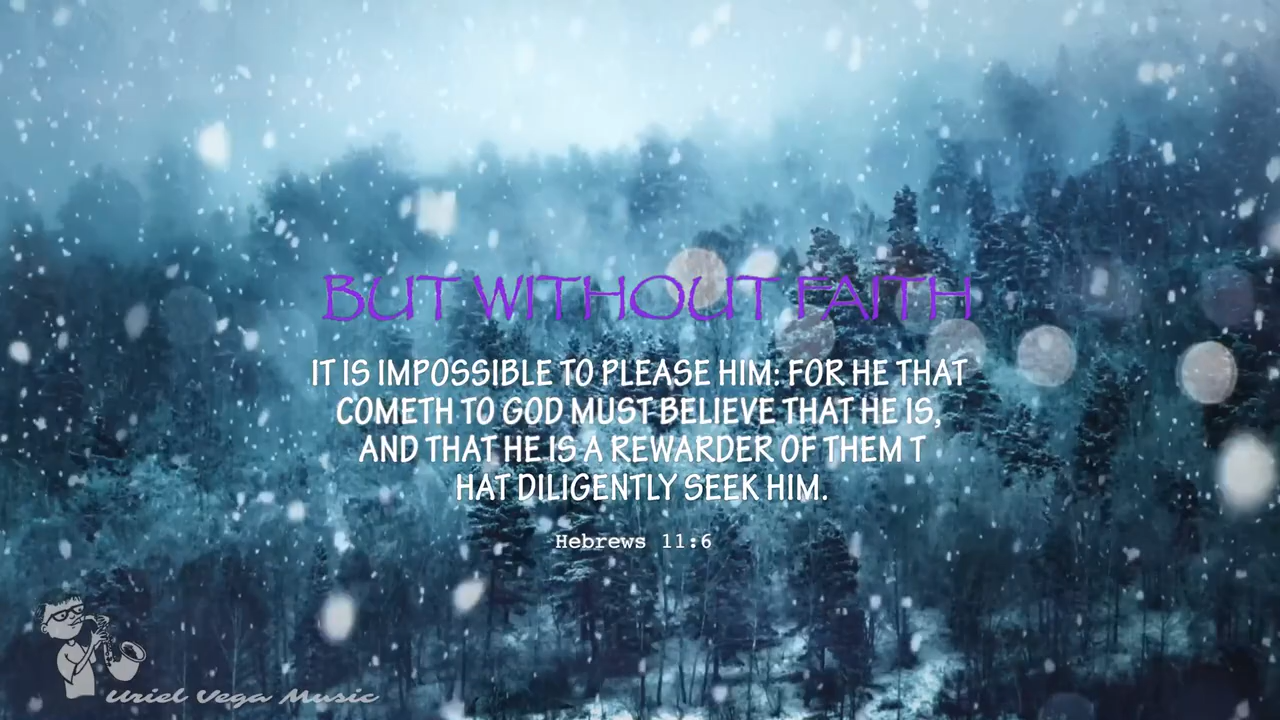 BUT WITHOUT FAITH
IT IS IMPOSSIBLE TO PLEASE HIM: FOR HE THAT
COMETH TO GOD MUST BELIEVE THAT HE IS,
AND THAT HE IS A REWARDER OF THEM T
HAT DILIGENTLY SEEK HIM.
Hebrews 11:6
Uriel Vega Music